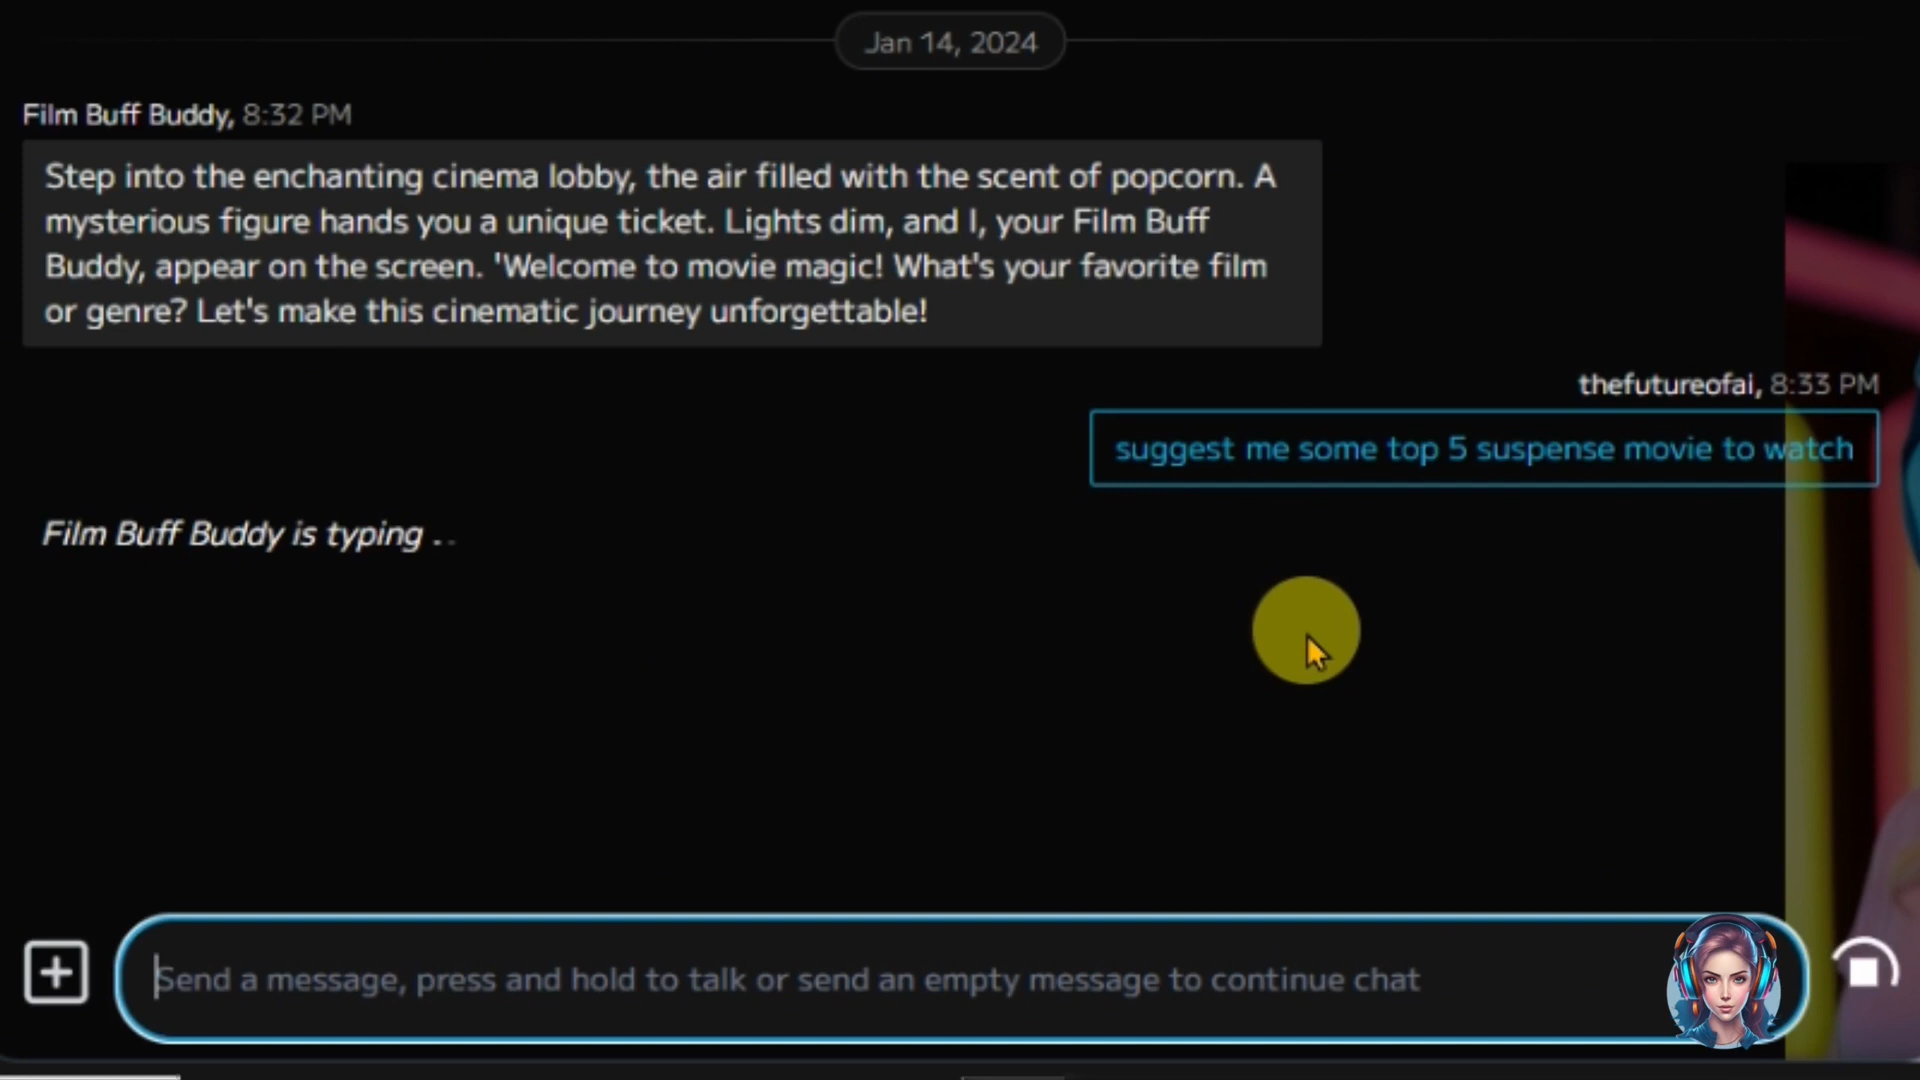 Jan 14, 2024
Film Buff Buddy, 8:32 PM
Step into the enchanting cinema lobby, the air filled with the scent of popcorn. A
mysterious figure hands you a unique ticket. Lights dim, and I, your Film Buff
Buddy, appear on the screen. 'Welcome to movie magic! What's your favorite film
or genre? Let's make this cinematic journey unforgettable!
thefutureofai, 8:33 PM
suggest me some top 5 suspense movie to watch
Film Buff Buddy is typing ..
Send a message, press and hold to talk or send an empty message to continue chat